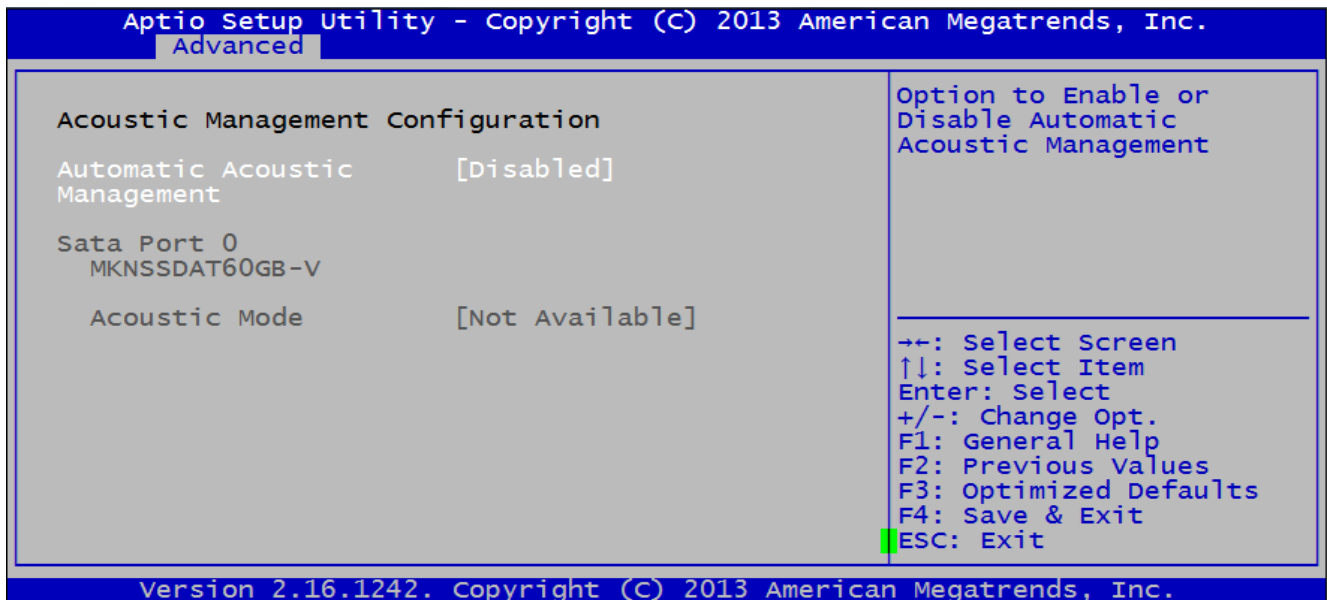 Aptio Setup Utility - Copyright (C) 2013 American Megatrends, Inc.
Advanced
Acoustic Management Configuration
Automatic Acoustic [Disabled]
Management
Sata Port 0
MKNSSDAT60GB-V
Acoustic Mode [Not Available]
Option to Enable or
Disable Automatic
Acoustic Management
→←: Select Screen
↑↓: Select Item
Enter: Select
+/-: Change Opt.
F1: General Help
F2: Previous Values
F3: Optimized Defaults
F4: Save & Exit
ESC: Exit
Version 2.16.1242. Copyright (C) 2013 American Megatrends, Inc.